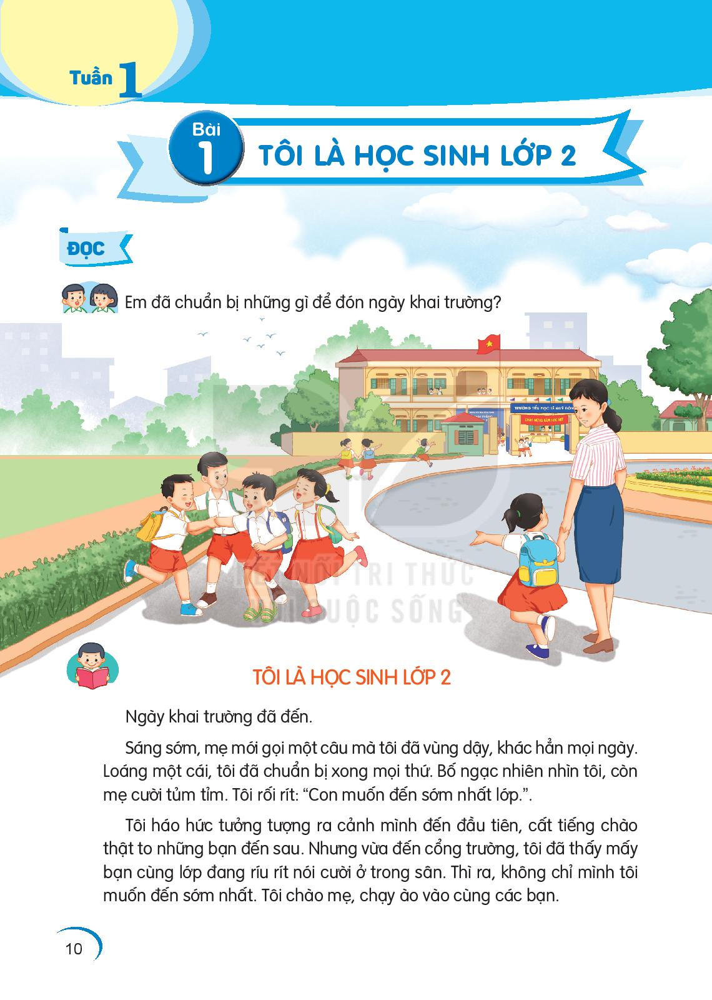 Tuần 1
Bài
1
TÔI LÀ HỌC SINH LỚP 2
ĐỌC
Em đã chuẩn bị những gì để đón ngày khai trường?
TRƯỜNG TIỂU HỌC LÊ QUÝ ĐÔN
CHÀO MỪNG NĂM HỌC MỚI
KẾT NỐI TRI THỨC
VỚI CUỘC SỐNG
TÔI LÀ HỌC SINH LỚP 2
Ngày khai trường đã đến.
Sáng sớm, mẹ mới gọi một câu mà tôi đã vùng dậy, khác hẳn mọi ngày.
Loáng một cái, tôi đã chuẩn bị xong mọi thứ. Bố ngạc nhiên nhìn tôi, còn
mẹ cười tủm tỉm. Tôi rối rít: “Con muốn đến sớm nhất lớp.”.
Tôi háo hức tưởng tượng ra cảnh mình đến đầu tiên, cất tiếng chào
thật to những bạn đến sau. Nhưng vừa đến cổng trường, tôi đã thấy mấy
bạn cùng lớp đang ríu rít nói cười ở trong sân. Thì ra, không chỉ mình tôi
muốn đến sớm nhất. Tôi chào mẹ, chạy ào vào cùng các bạn.
10